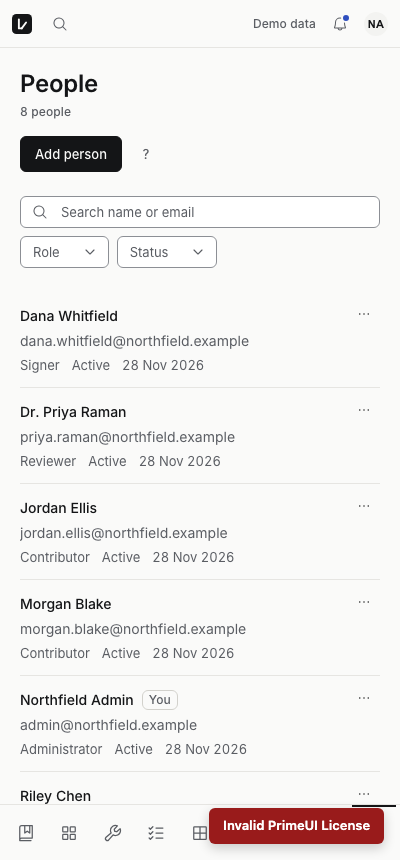 Demo data
NA
People
8 people
Add person
?
Search name or email
Role
Status
Dana Whitfield
dana.whitfield@northfield.example
Signer Active 28 Nov 2026
Dr. Priya Raman
priya.raman@northfield.example
Reviewer Active 28 Nov 2026
Jordan Ellis
jordan.ellis@northfield.example
Contributor Active 28 Nov 2026
Morgan Blake
morgan.blake@northfield.example
Contributor Active 28 Nov 2026
Northfield Admin You
admin@northfield.example
Administrator Active 28 Nov 2026
Riley Chen
Invalid PrimeUI License